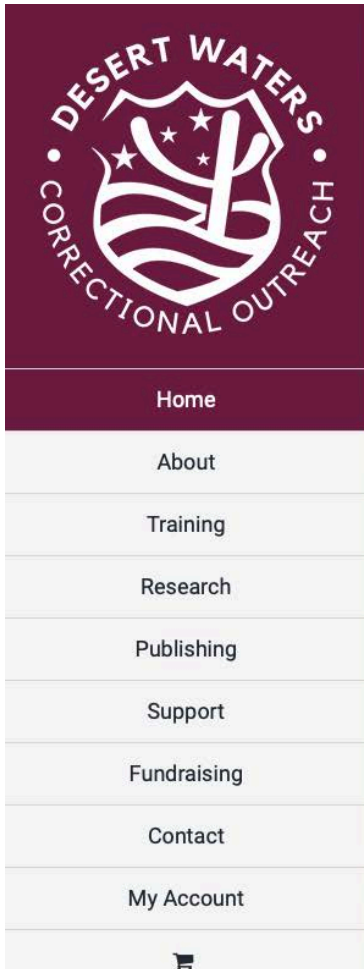 DESERT WATERS
CORRECTIONAL OUTREACH
Home
About
Training
Research
Publishing
Support
Fundraising
Contact
My Account